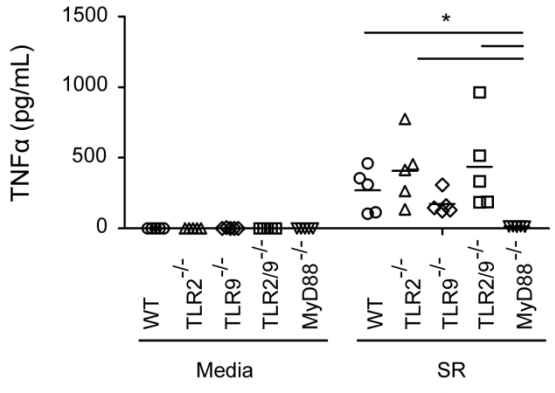 *
1500
1000
500
0
TNFα (pg/mL)
WT
TLR2-/-
TLR9-/-
TLR2/9-/-
MyD88-/-
WT
TLR2-/-
TLR9-/-
TLR2/9-/-
MyD88-/-
Media
SR